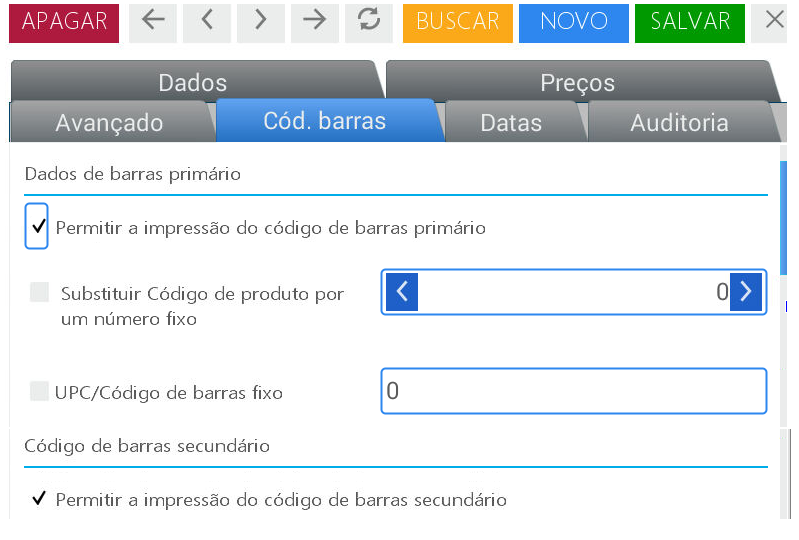 APAGAR BUSCAR NOVO SALVAR
Dados Preços
Avançado Cód. barras Datas Auditoria
Dados de barras primário
Permitir a impressão do código de barras primário
Substituir Código de produto por 0
um número fixo
UPC/Código de barras fixo 0
Código de barras secundário
Permitir a impressão do código de barras secundário